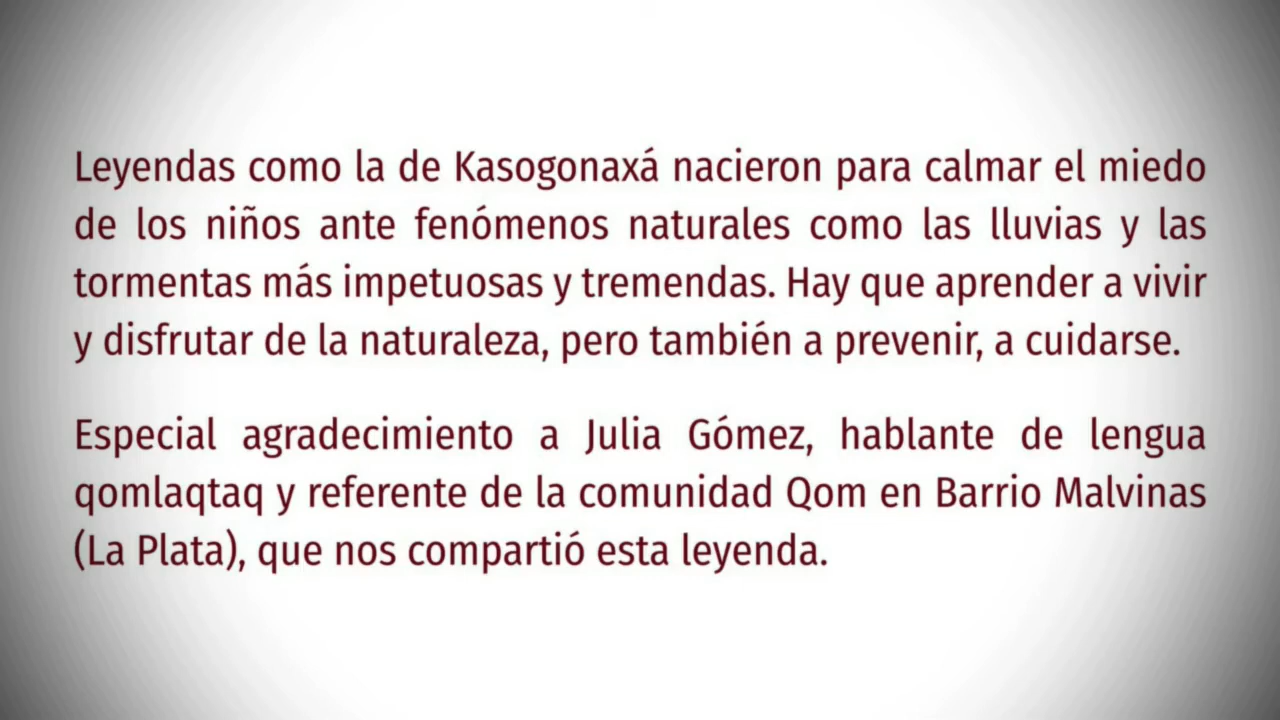 Leyendas como la de Kasogonaxá nacieron para calmar el miedo
de los niños ante fenómenos naturales como las lluvias y las
tormentas más impetuosas y tremendas. Hay que aprender a vivir
y disfrutar de la naturaleza, pero también a prevenir, a cuidarse.
Especial agradecimiento a Julia Gómez, hablante de lengua
qomlaqtaq y referente de la comunidad Qom en Barrio Malvinas
(La Plata), que nos compartió esta leyenda.